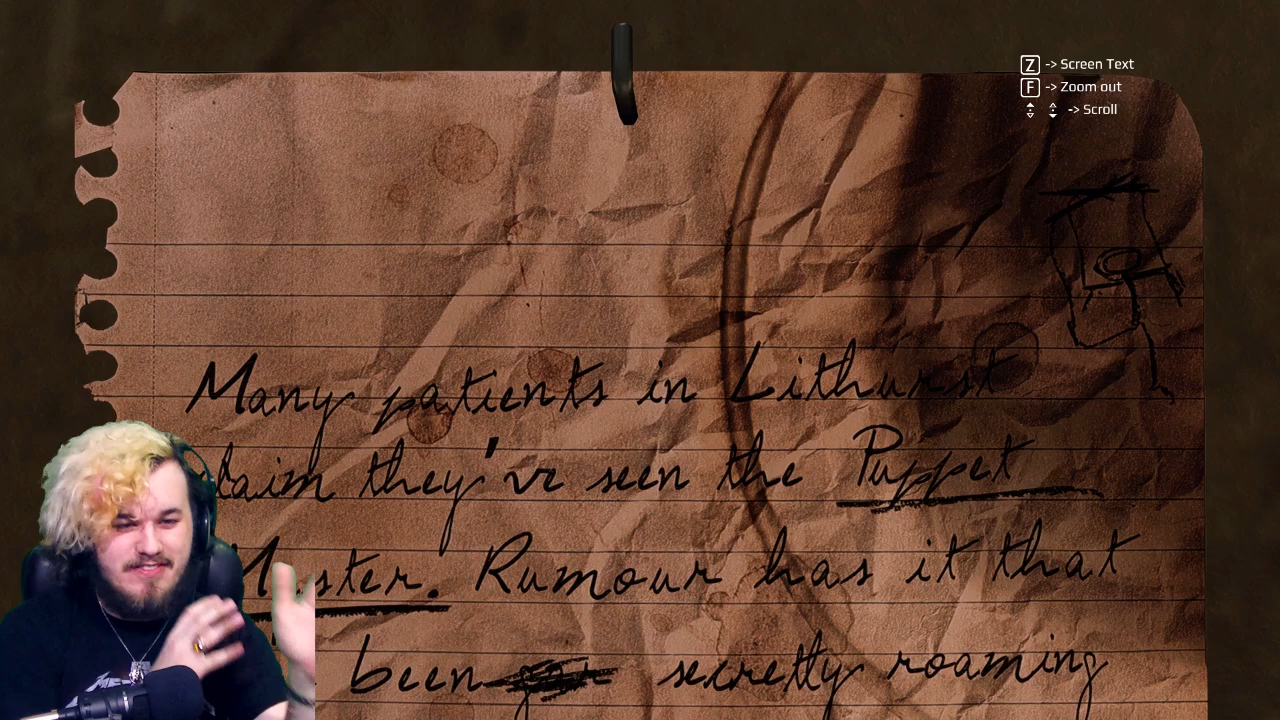 Z -> Screen Text
F -> Zoom out
-> Scroll
Many patients in Lithurst
claim they've seen the Puppet
Master. Rumour has it that
been secretly roaming